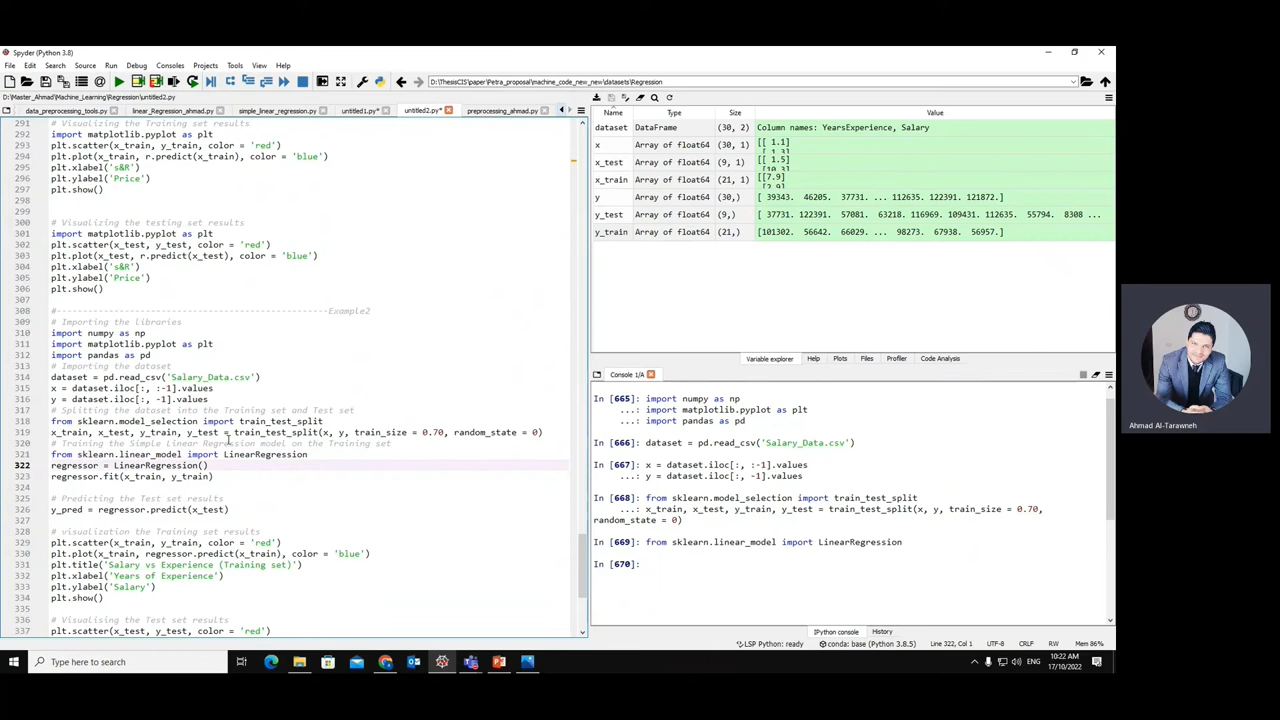 Spyder (Python 3.8)
File Edit Search Source Run Debug Consoles Projects Tools View Help
D:\ThesisCIS\paper\Petra_proposal\machine_code_new_new\datasets\Regression
D:\Master_Ahmad\Machine_Learning\Regression\untitled2.py
data_preprocessing_tools.py linear_Regression_ahmad.py simple_linear_regression.py untitled1.py* untitled2.py* preprocessing_ahmad.py
291 # Visualizing the Training set results
292 import matplotlib.pyplot as plt
293 plt.scatter(x_train, y_train, color = 'red')
294 plt.plot(x_train, r.predict(x_train), color = 'blue')
295 plt.xlabel('s&R')
296 plt.ylabel('Price')
297 plt.show()
298
299
300 # Visualizing the testing set results
301 import matplotlib.pyplot as plt
302 plt.scatter(x_test, y_test, color = 'red')
303 plt.plot(x_test, r.predict(x_test), color = 'blue')
304 plt.xlabel('s&R')
305 plt.ylabel('Price')
306 plt.show()
307
308 #----------------------------------------------------Example2
309 # Importing the libraries
310 import numpy as np
311 import matplotlib.pyplot as plt
312 import pandas as pd
313 # Importing the dataset
314 dataset = pd.read_csv('Salary_Data.csv')
315 x = dataset.iloc[:, :-1].values
316 y = dataset.iloc[:, -1].values
317 # Splitting the dataset into the Training set and Test set
318 from sklearn.model_selection import train_test_split
319 x_train, x_test, y_train, y_test = train_test_split(x, y, train_size = 0.70, random_state = 0)
320 # Training the Simple Linear Regression model on the Training set
321 from sklearn.linear_model import LinearRegression
322 regressor = LinearRegression()
323 regressor.fit(x_train, y_train)
324
325 # Predicting the Test set results
326 y_pred = regressor.predict(x_test)
327
328 # visualization the Training set results
329 plt.scatter(x_train, y_train, color = 'red')
330 plt.plot(x_train, regressor.predict(x_train), color = 'blue')
331 plt.title('Salary vs Experience (Training set)')
332 plt.xlabel('Years of Experience')
333 plt.ylabel('Salary')
334 plt.show()
335
336 # Visualising the Test set results
337 plt.scatter(x_test, y_test, color = 'red')
Name Type Size Value
dataset DataFrame (30, 2) Column names: YearsExperience, Salary
x Array of float64 (30, 1) [[ 1.1]
[ 1.3]
x_test Array of float64 (9, 1) [[ 1.5]
[10.3]
x_train Array of float64 (21, 1) [[7.9]
[2.9]
y Array of float64 (30,) [ 39343. 46205. 37731. ... 112635. 122391. 121872.]
y_test Array of float64 (9,) [ 37731. 122391. 57081. 63218. 116969. 109431. 112635. 55794. 8308 ...
y_train Array of float64 (21,) [101302. 56642. 66029. ... 98273. 67938. 56957.]
Variable explorer Help Plots Files Profiler Code Analysis
Console 1/A
In [665]: import numpy as np
...: import matplotlib.pyplot as plt
...: import pandas as pd
In [666]: dataset = pd.read_csv('Salary_Data.csv')
In [667]: x = dataset.iloc[:, :-1].values
...: y = dataset.iloc[:, -1].values
In [668]: from sklearn.model_selection import train_test_split
...: x_train, x_test, y_train, y_test = train_test_split(x, y, train_size = 0.70,
random_state = 0)
In [669]: from sklearn.linear_model import LinearRegression
In [670]:
IPython console History
LSP Python: ready conda: base (Python 3.8.5) Line 322, Col 1 UTF-8 CRLF RW Mem 86%
Type here to search
ENG
10:22 AM
17/10/2022
Ahmad Al-Tarawneh